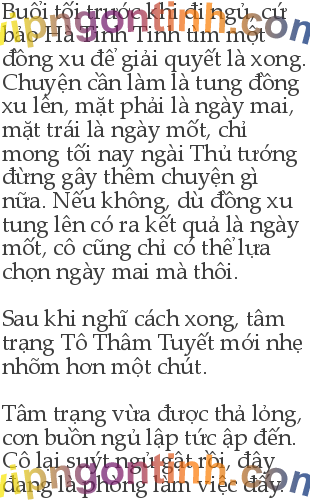 Buổi tối trước khi đi ngủ, cứ
bảo Hà Tinh Tinh tìm một
đồng xu để giải quyết là xong.
Chuyện cần làm là tung đồng
xu lên, mặt phải là ngày mai,
mặt trái là ngày mốt, chỉ
mong tối nay ngài Thủ tướng
đừng gây thêm chuyện gì
nữa. Nếu không, dù đồng xu
tung lên có ra kết quả là ngày
mốt, cô cũng chỉ có thể lựa
chọn ngày mai mà thôi.
Sau khi nghĩ cách xong, tâm
trạng Tô Thâm Tuyết mới nhẹ
nhõm hơn một chút.
Tâm trạng vừa được thả lỏng,
cơn buồn ngủ lập tức ập đến.
Cô lại suýt ngủ gật rồi, đây
đang là phòng làm việc đấy.
vipngontinh.com
vipngontinh.com